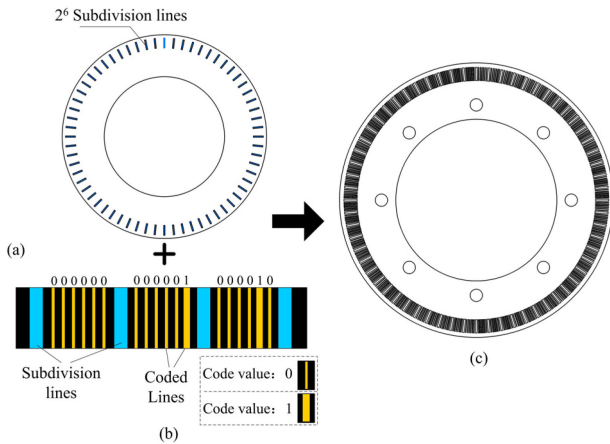 2⁶ Subdivision lines
(a)
000000 000001 000010
Subdivision
lines
Coded
Lines
Code value： 0
Code value： 1
(b)
(c)